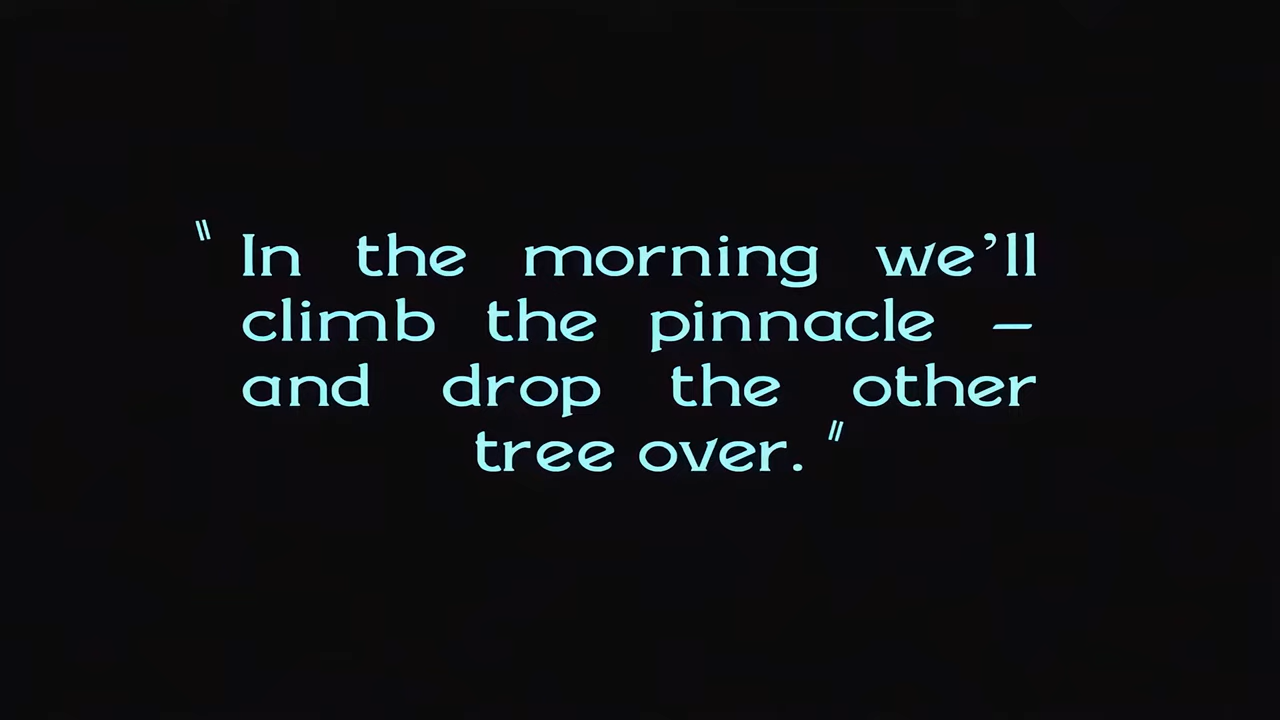 " In the morning we’ll
climb the pinnacle –
and drop the other
tree over. "